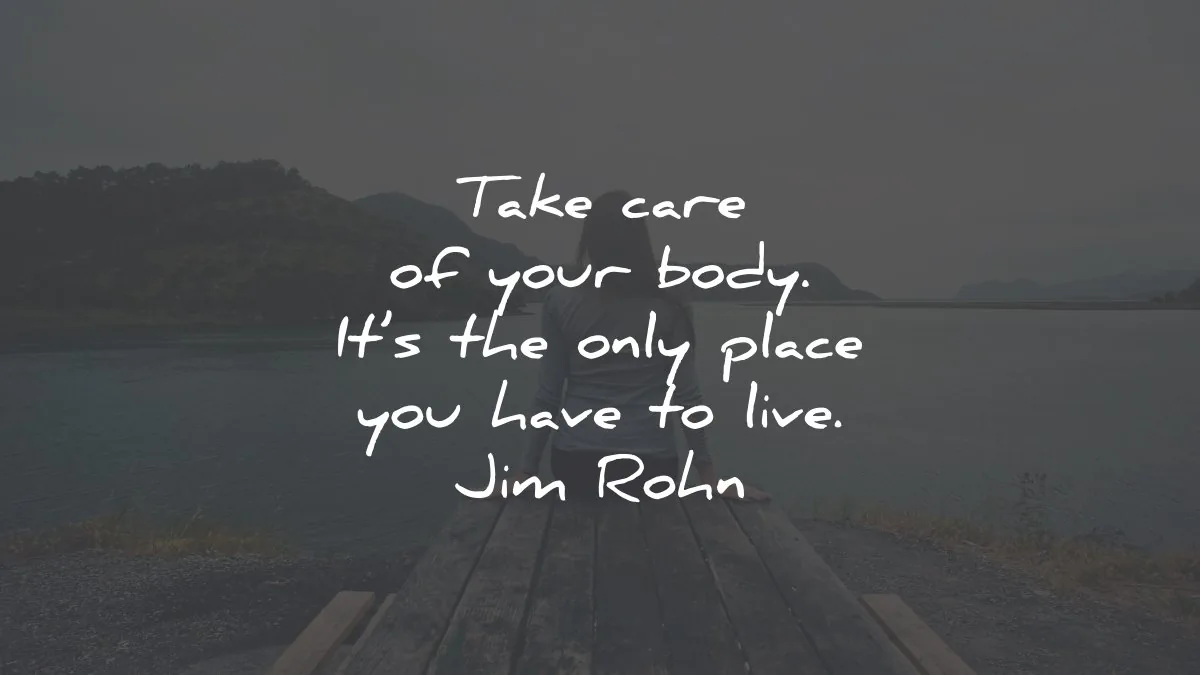 Take care
of your body.
It's the only place
you have to live.
Jim Rohn